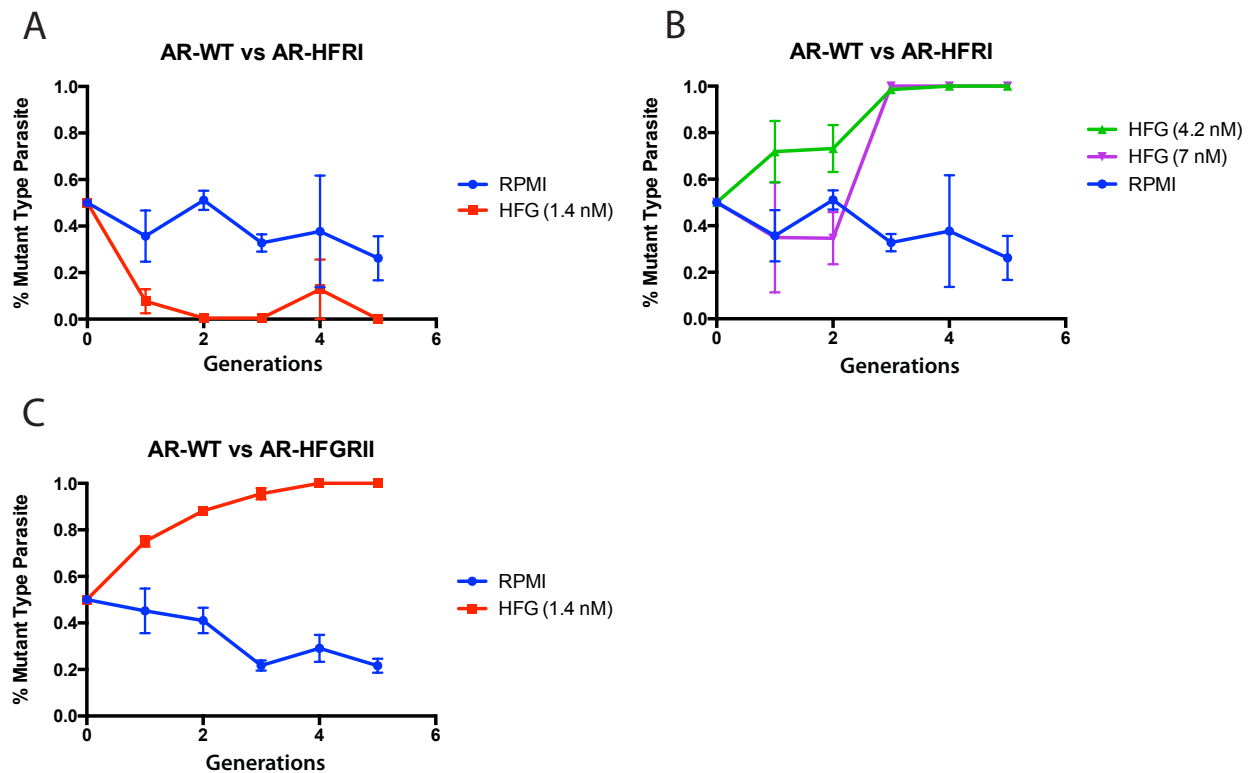 A
AR-WT vs AR-HFRI
% Mutant Type Parasite
1.0
0.8
0.6
0.4
0.2
0.0
0 2 4 6
Generations
RPMI
HFG (1.4 nM)
B
AR-WT vs AR-HFRI
% Mutant Type Parasite
1.0
0.8
0.6
0.4
0.2
0.0
0 2 4 6
Generations
HFG (4.2 nM)
HFG (7 nM)
RPMI
C
AR-WT vs AR-HFGRII
% Mutant Type Parasite
1.0
0.8
0.6
0.4
0.2
0.0
0 2 4 6
Generations
RPMI
HFG (1.4 nM)